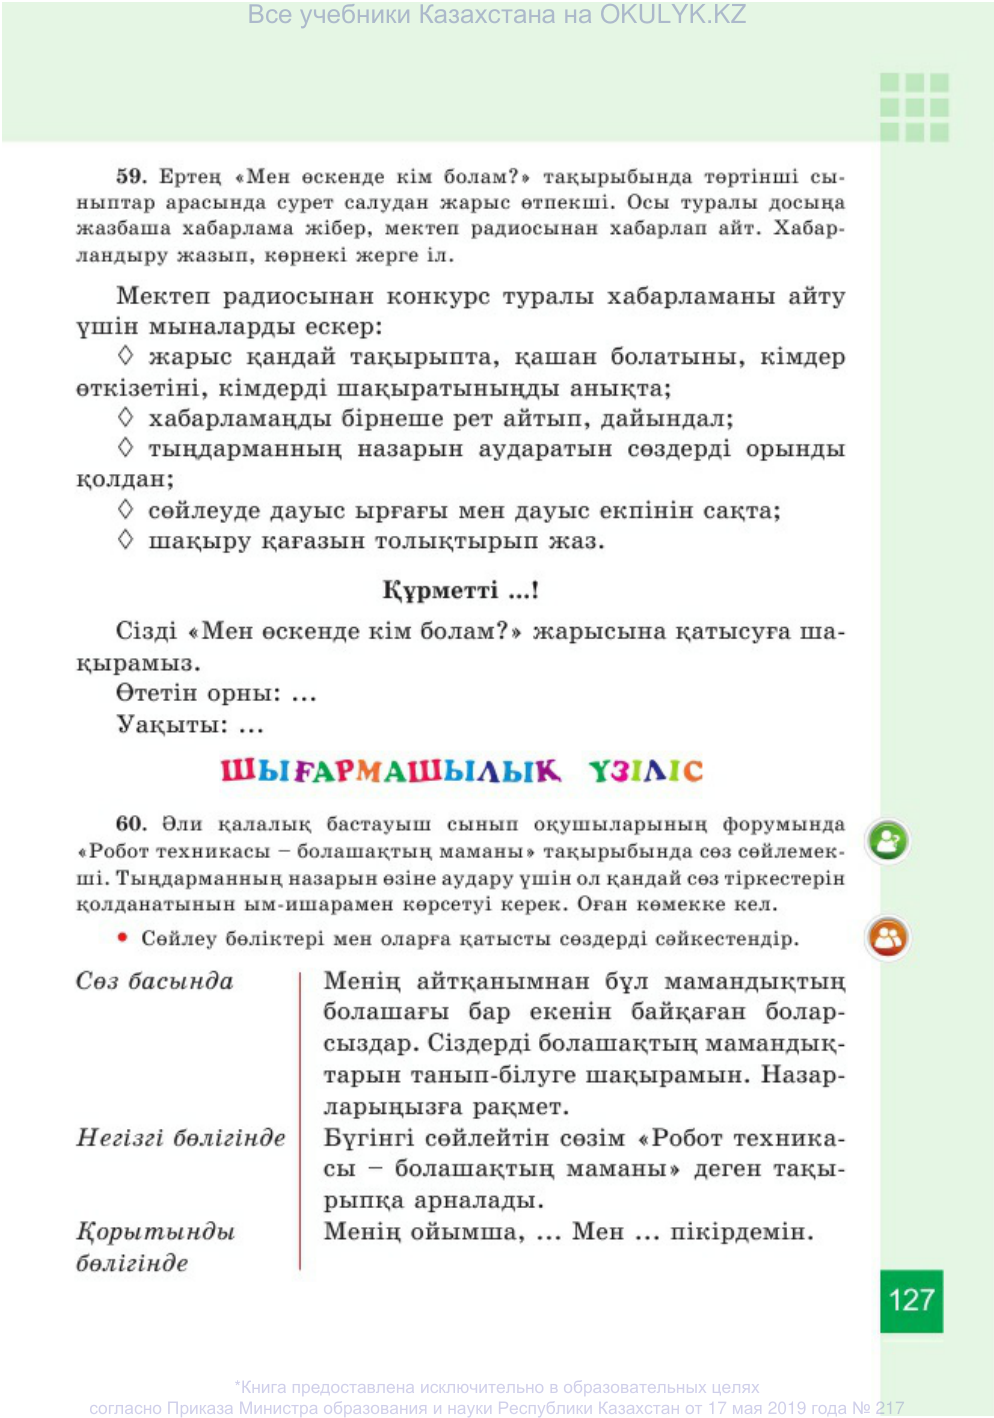 Все учебники Казахстана на OKULYK.KZ
59. Ертең «Мен өскенде кім болам?» тақырыбында төртінші сы-
ныптар арасында сурет салудан жарыс өтпекші. Осы туралы досыңа
жазбаша хабарлама жібер, мектеп радиосынан хабарлап айт. Хабар-
ландыру жазып, көрнекі жерге іл.
Мектеп радиосынан конкурс туралы хабарламаны айту
үшін мыналарды ескер:
◊ жарыс қандай тақырыпта, қашан болатыны, кімдер
өткізетіні, кімдерді шақыратыныңды анықта;
◊ хабарламаңды бірнеше рет айтып, дайындал;
◊ тыңдарманның назарын аударатын сөздерді орынды
қолдан;
◊ сөйлеуде дауыс ырғағы мен дауыс екпінін сақта;
◊ шақыру қағазын толықтырып жаз.
Құрметті ...!
Сізді «Мен өскенде кім болам?» жарысына қатысуға ша-
қырамыз.
Өтетін орны: ...
Уақыты: ...
ШЫҒАРМАШЫЛЫҚ ҮЗІЛІС
60. Әли қалалық бастауыш сынып оқушыларының форумында
«Робот техникасы – болашақтың маманы» тақырыбында сөз сөйлемек-
ші. Тыңдарманның назарын өзіне аудару үшін ол қандай сөз тіркестерін
қолданатынын ым-ишарамен көрсетуі керек. Оған көмекке кел.
• Сөйлеу бөліктері мен оларға қатысты сөздерді сәйкестендір.
Сөз басында
Менің айтқанымнан бұл мамандықтың
болашағы бар екенін байқаған болар-
сыздар. Сіздерді болашақтың мамандық-
тарын танып-білуге шақырамын. Назар-
ларыңызға рақмет.
Негізгі бөлігінде
Бүгінгі сөйлейтін сөзім «Робот техника-
сы – болашақтың маманы» деген тақы-
рыпқа арналады.
Қорытынды
бөлігінде
Менің ойымша, ... Мен ... пікірдемін.
127
*Книга предоставлена исключительно в образовательных целях
согласно Приказа Министра образования и науки Республики Казахстан от 17 мая 2019 года № 217